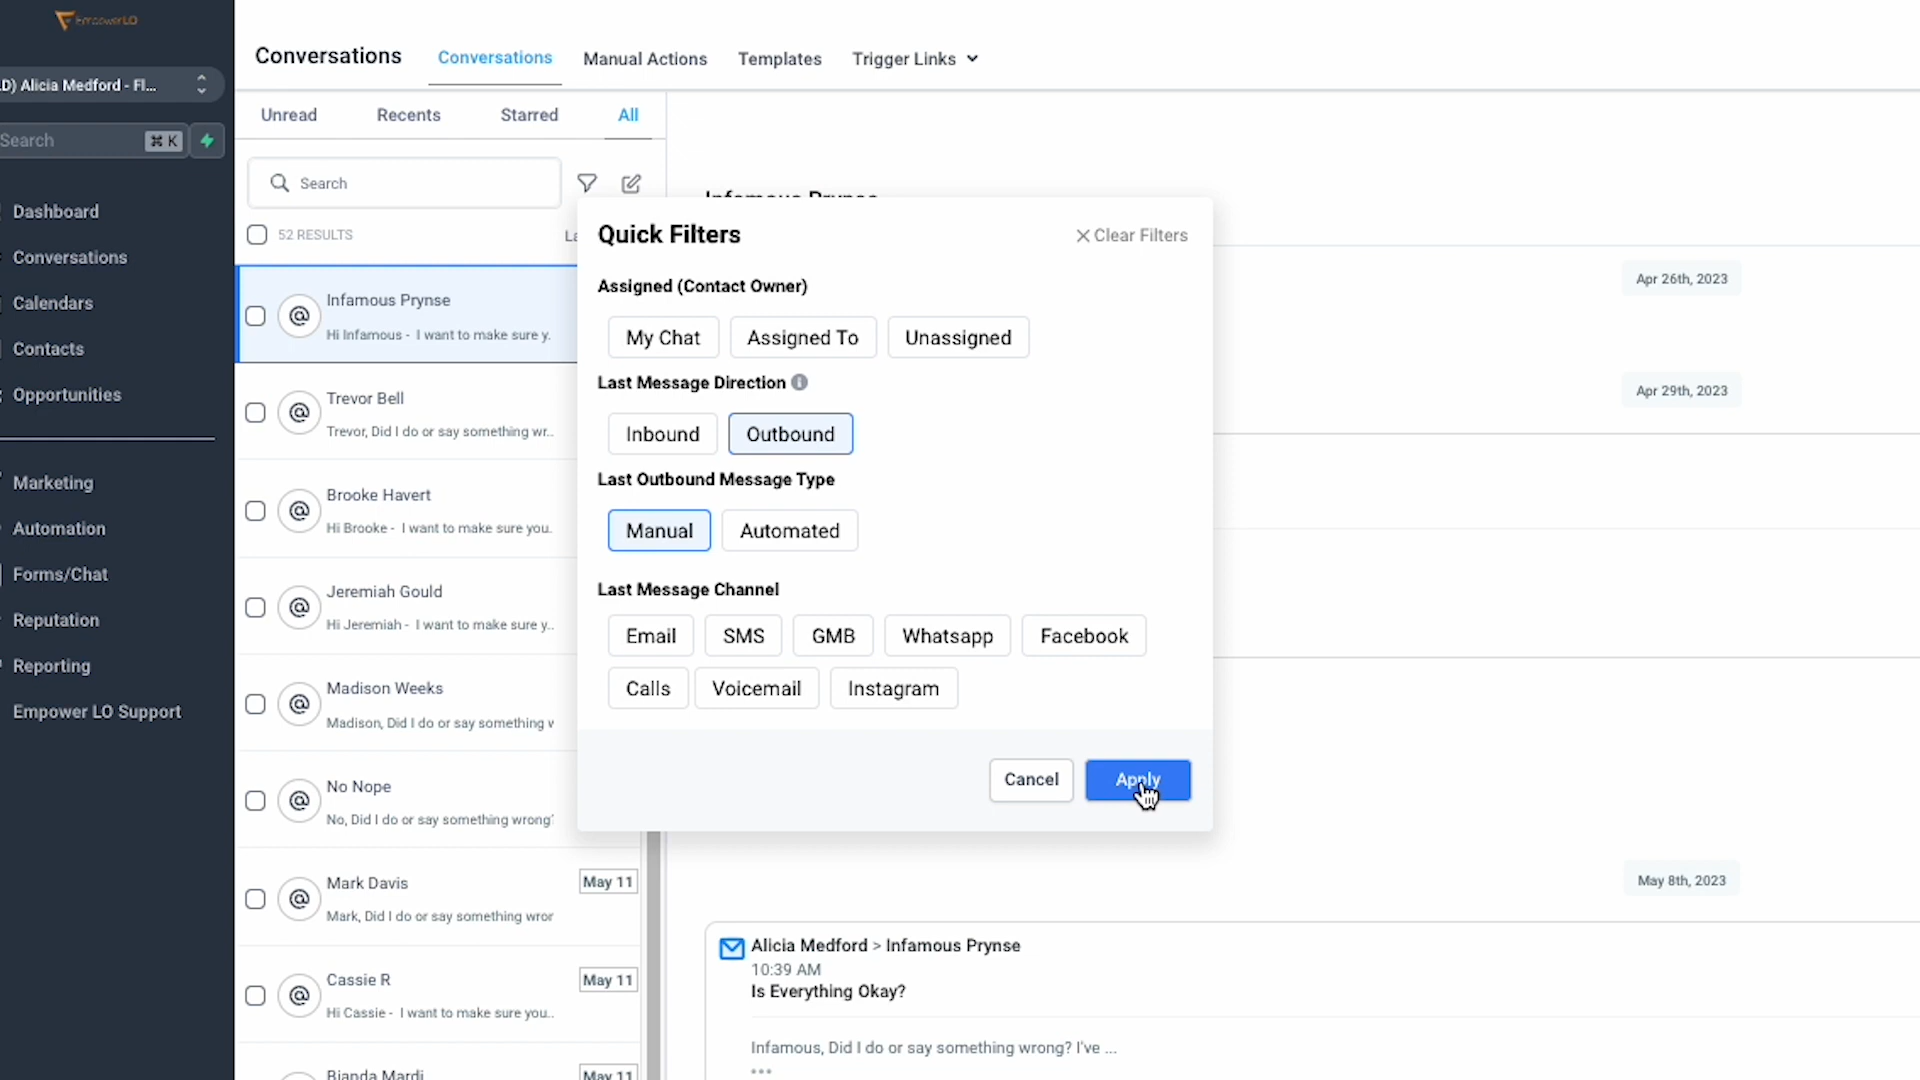 EmpowerLO
.D) Alicia Medford - Fl...
Search
⌘ K
Dashboard
Conversations
Calendars
Contacts
Opportunities
Marketing
Automation
Forms/Chat
Reputation
Reporting
Empower LO Support
Conversations
Conversations
Manual Actions
Templates
Trigger Links
Unread
Recents
Starred
All
Search
52 RESULTS
La
Infamous Prynse
Hi Infamous - I want to make sure y.
Trevor Bell
Trevor, Did I do or say something wr..
Brooke Havert
Hi Brooke - I want to make sure you.
Jeremiah Gould
Hi Jeremiah - I want to make sure y..
Madison Weeks
Madison, Did I do or say something v
No Nope
No, Did I do or say something wrong?
Mark Davis
May 11
Mark, Did I do or say something wror
Cassie R
May 11
Hi Cassie - I want to make sure you..
Bianda Mardi
May 11
Infamous Prynse
Quick Filters
Clear Filters
Assigned (Contact Owner)
My Chat
Assigned To
Unassigned
Last Message Direction
Inbound
Outbound
Last Outbound Message Type
Manual
Automated
Last Message Channel
Email
SMS
GMB
Whatsapp
Facebook
Calls
Voicemail
Instagram
Cancel
Apply
Apr 26th, 2023
Apr 29th, 2023
May 8th, 2023
Alicia Medford > Infamous Prynse
10:39 AM
Is Everything Okay?
Infamous, Did I do or say something wrong? I've ...